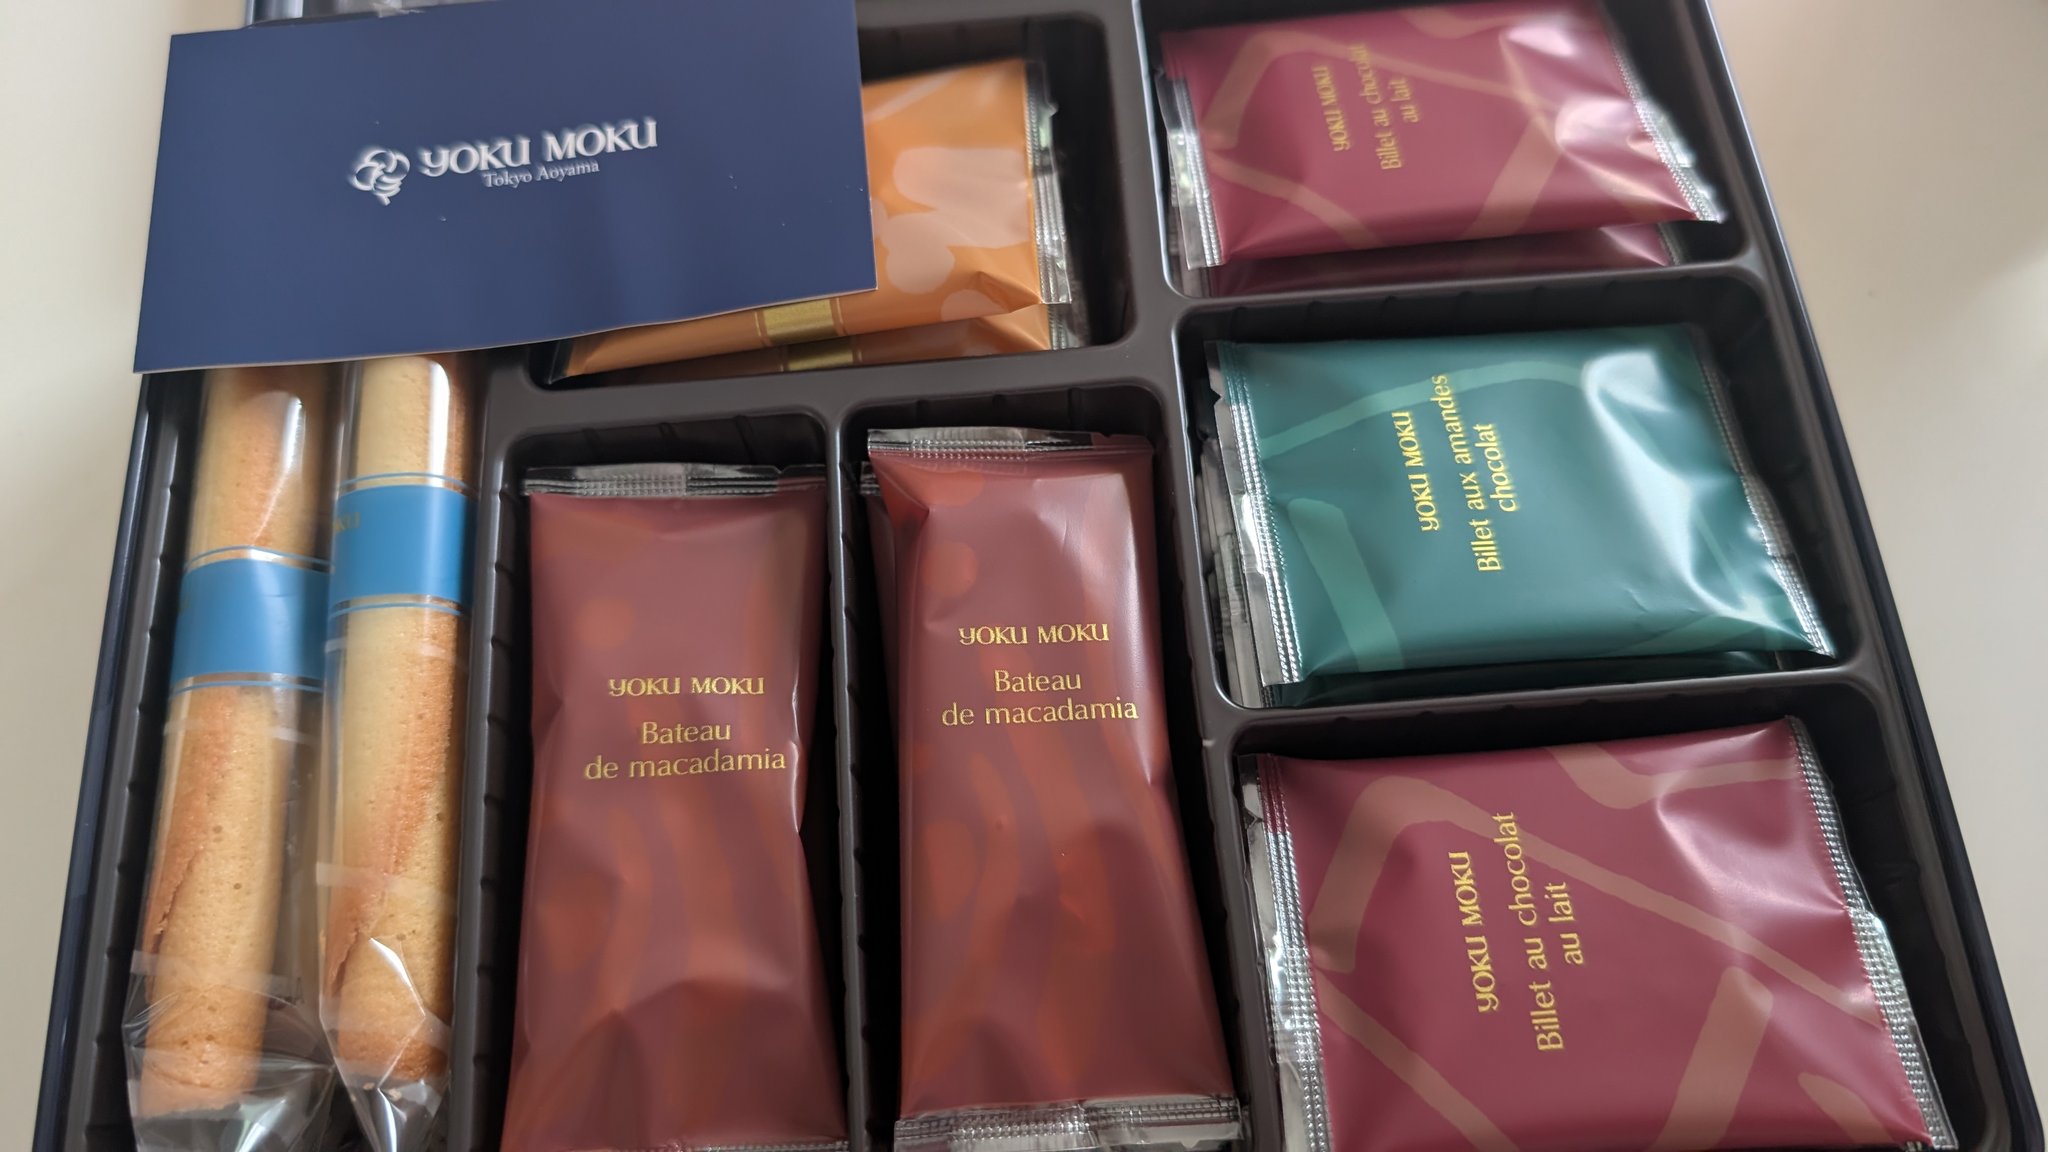 YOKU MOKU
Tokyo Aoyama
YOKU MOKU
Billet au chocolat
au lait
YOKU MOKU
Billet aux amandes
chocolat
YOKU MOKU
Bateau
de macadamia
YOKU MOKU
Bateau
de macadamia
YOKU MOKU
Billet au chocolat
au lait